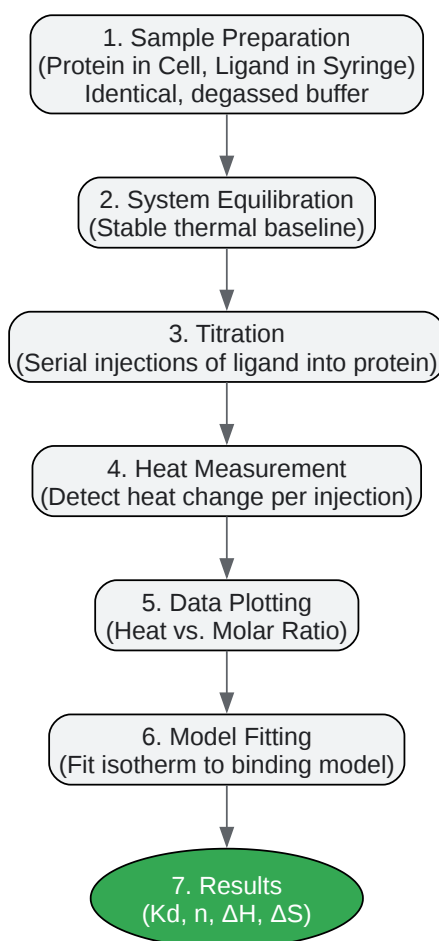 1. Sample Preparation
(Protein in Cell, Ligand in Syringe)
Identical, degassed buffer
2. System Equilibration
(Stable thermal baseline)
3. Titration
(Serial injections of ligand into protein)
4. Heat Measurement
(Detect heat change per injection)
5. Data Plotting
(Heat vs. Molar Ratio)
6. Model Fitting
(Fit isotherm to binding model)
7. Results
(Kd, n, ΔH, ΔS)